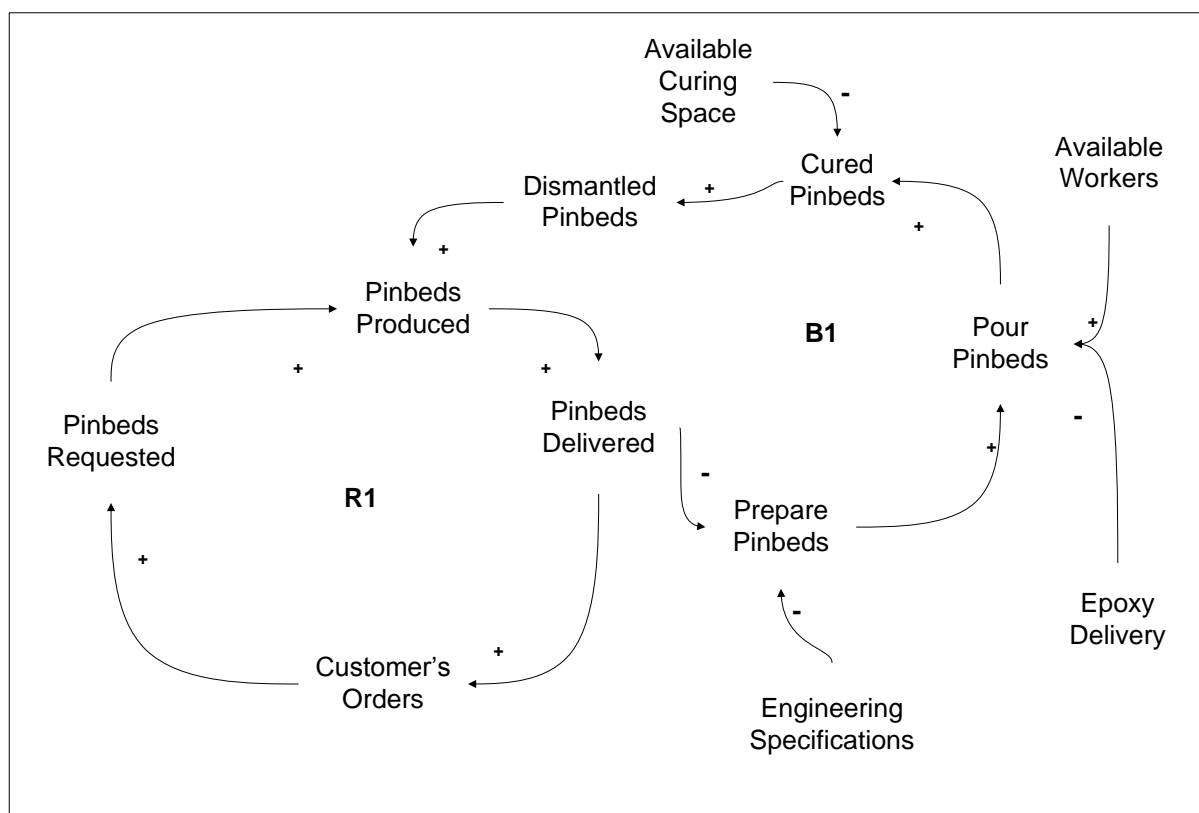 Available
Curing
Space
-
Available
Workers
Cured
Pinbeds
+
Dismantled
Pinbeds
+
+
Pinbeds
Produced
B1
+
Pour
Pinbeds
+
+
Pinbeds
Requested
Pinbeds
Delivered
-
+
-
R1
Prepare
Pinbeds
+
-
Epoxy
Delivery
+
Customer's
Orders
Engineering
Specifications